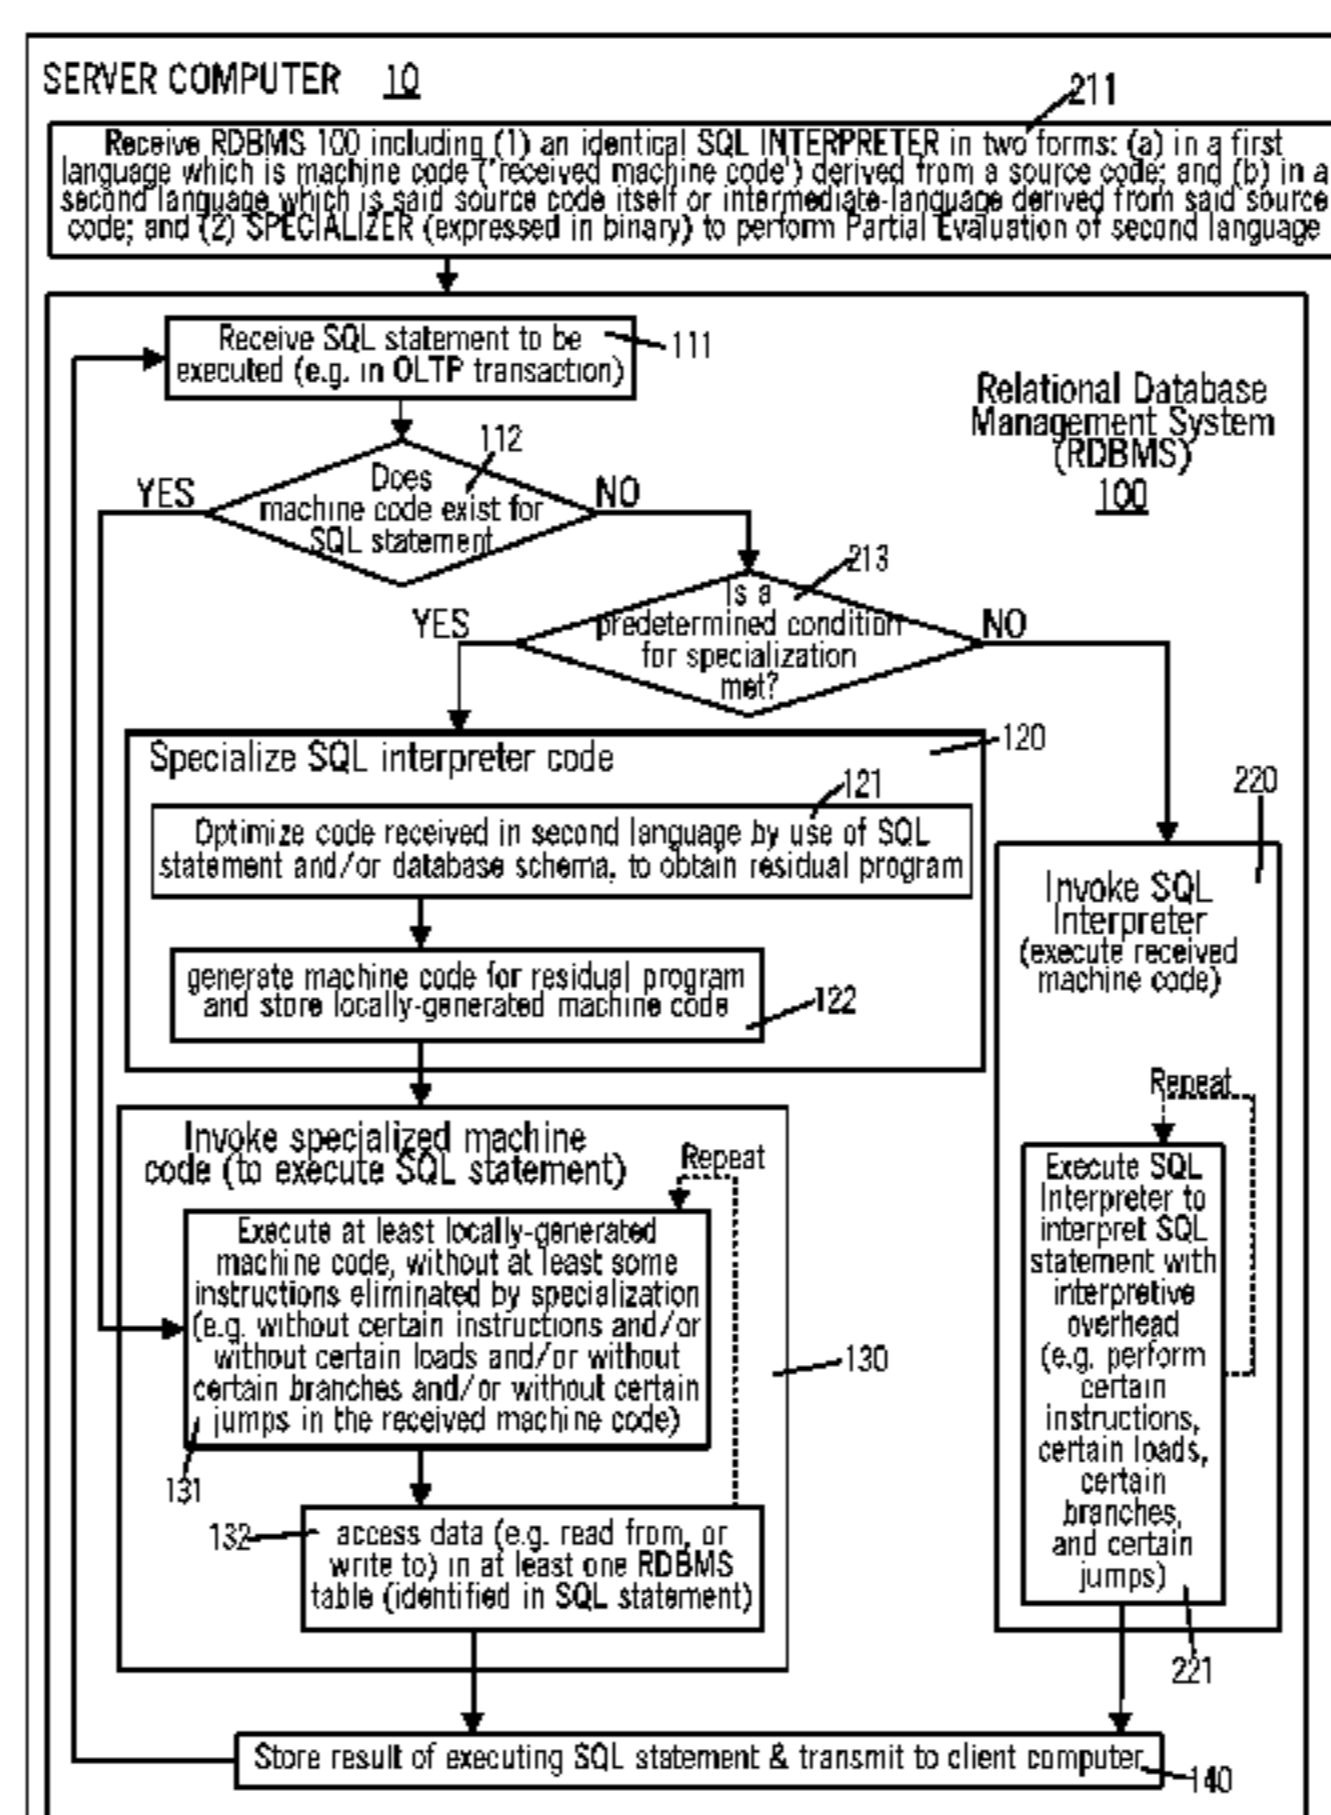 SERVER COMPUTER 10
211
Receive RDBMS 100 including (1) an identical SQL INTERPRETER in two forms: (a) in a first
language which is machine code ("received machine code") derived from a source code; and (b) in a
second language which is said source code itself or intermediate-language derived from said source
code; and (2) SPECIALIZER (expressed in binary) to perform Partial Evaluation of second language
Receive SQL statement to be
executed (e.g. in OLTP transaction)
111
Relational Database
Management System
(RDBMS)
100
112
YES
Does
machine code exist for
SQL statement
NO
213
YES
Is a
predetermined condition
for specialization
met?
NO
120
Specialize SQL interpreter code
121
Optimize code received in second language by use of SQL
statement and/or database schema, to obtain residual program
generate machine code for residual program
and store locally-generated machine code
122
220
Invoke SQL
Interpreter
(execute received
machine code)
Repeat
Execute SQL
Interpreter to
interpret SQL
statement with
interpretive
overhead
(e.g. perform
certain
instructions,
certain loads,
certain
branches,
and certain
jumps)
221
Invoke specialized machine
code (to execute SQL statement)
Repeat
Execute at least locally-generated
machine code, without at least some
instructions eliminated by specialization
(e.g. without certain instructions and/or
without certain loads and/or without
certain branches and/or without certain
jumps in the received machine code)
130
131
132
access data (e.g. read from, or
write to) in at least one RDBMS
table (identified in SQL statement)
Store result of executing SQL statement & transmit to client computer
140